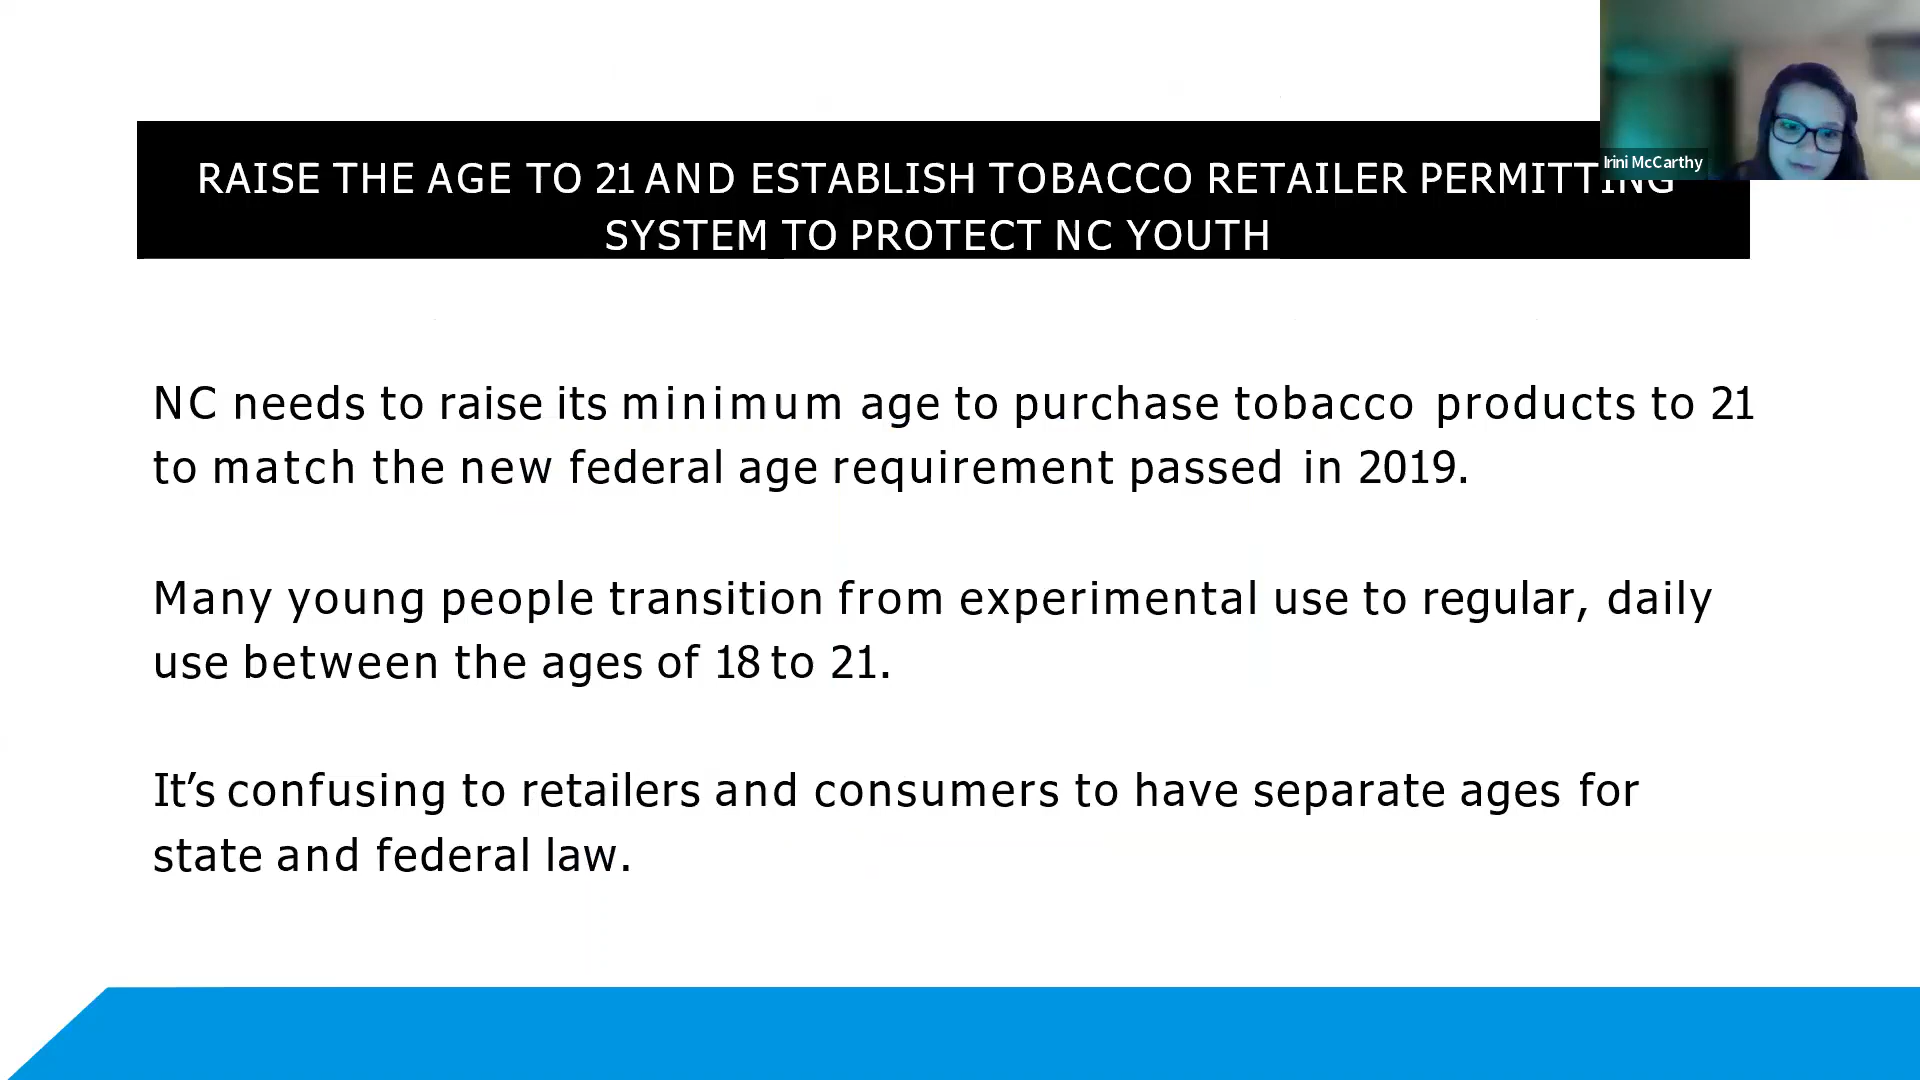 RAISE THE AGE TO 21 AND ESTABLISH TOBACCO RETAILER PERMITTING
SYSTEM TO PROTECT NC YOUTH
Irini McCarthy
NC needs to raise its minimum age to purchase tobacco products to 21
to match the new federal age requirement passed in 2019.
Many young people transition from experimental use to regular, daily
use between the ages of 18 to 21.
It’s confusing to retailers and consumers to have separate ages for
state and federal law.